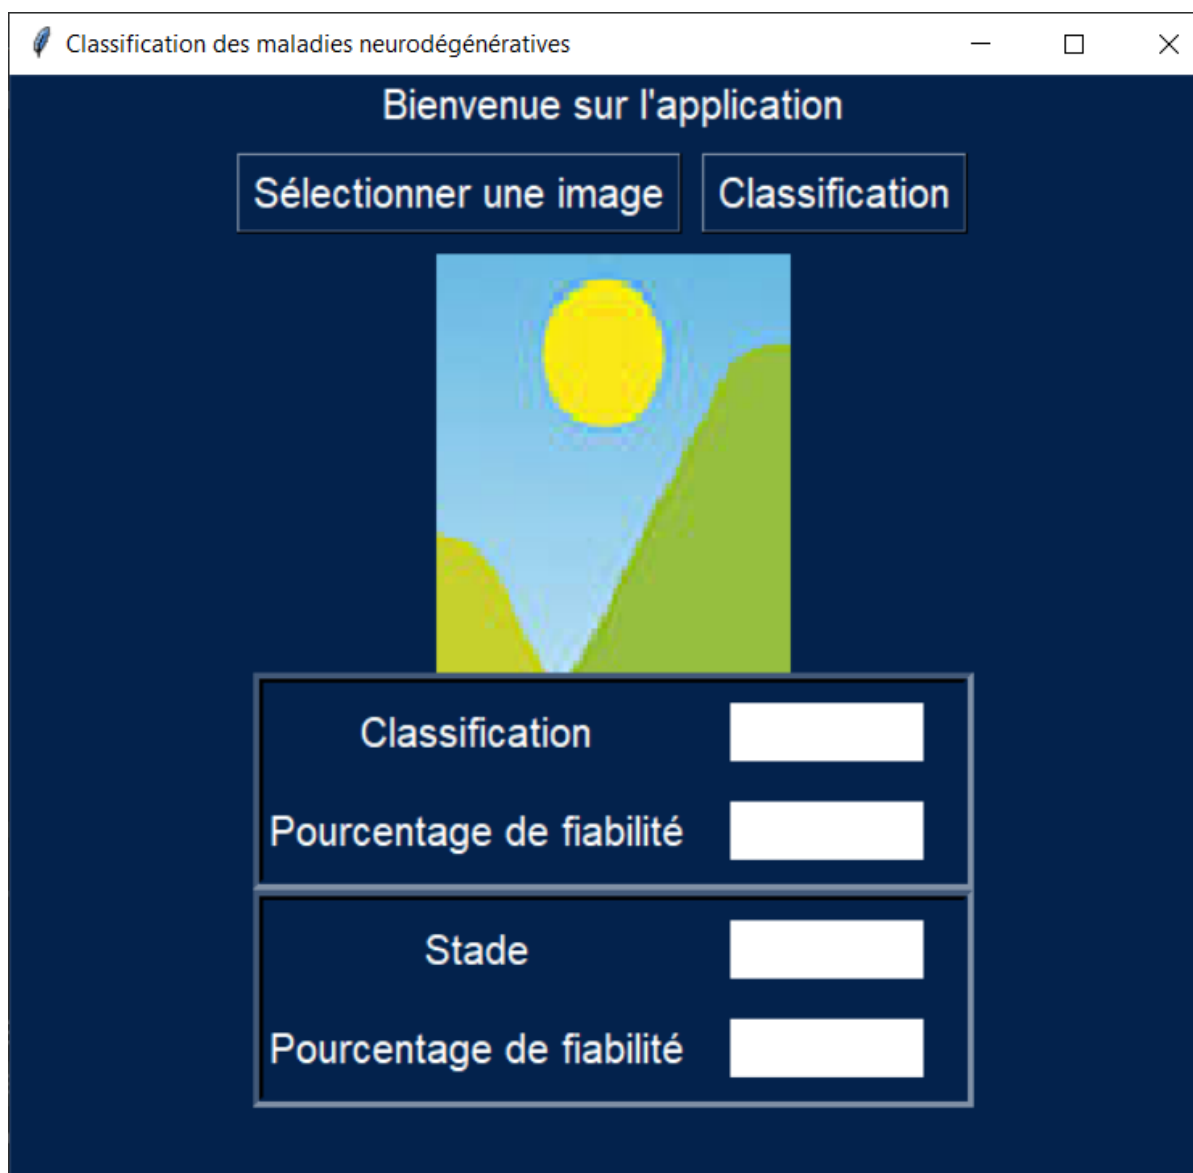 Classification des maladies neurodégénératives
Bienvenue sur l'application
Sélectionner une image Classification
Classification
Pourcentage de fiabilité
Stade
Pourcentage de fiabilité